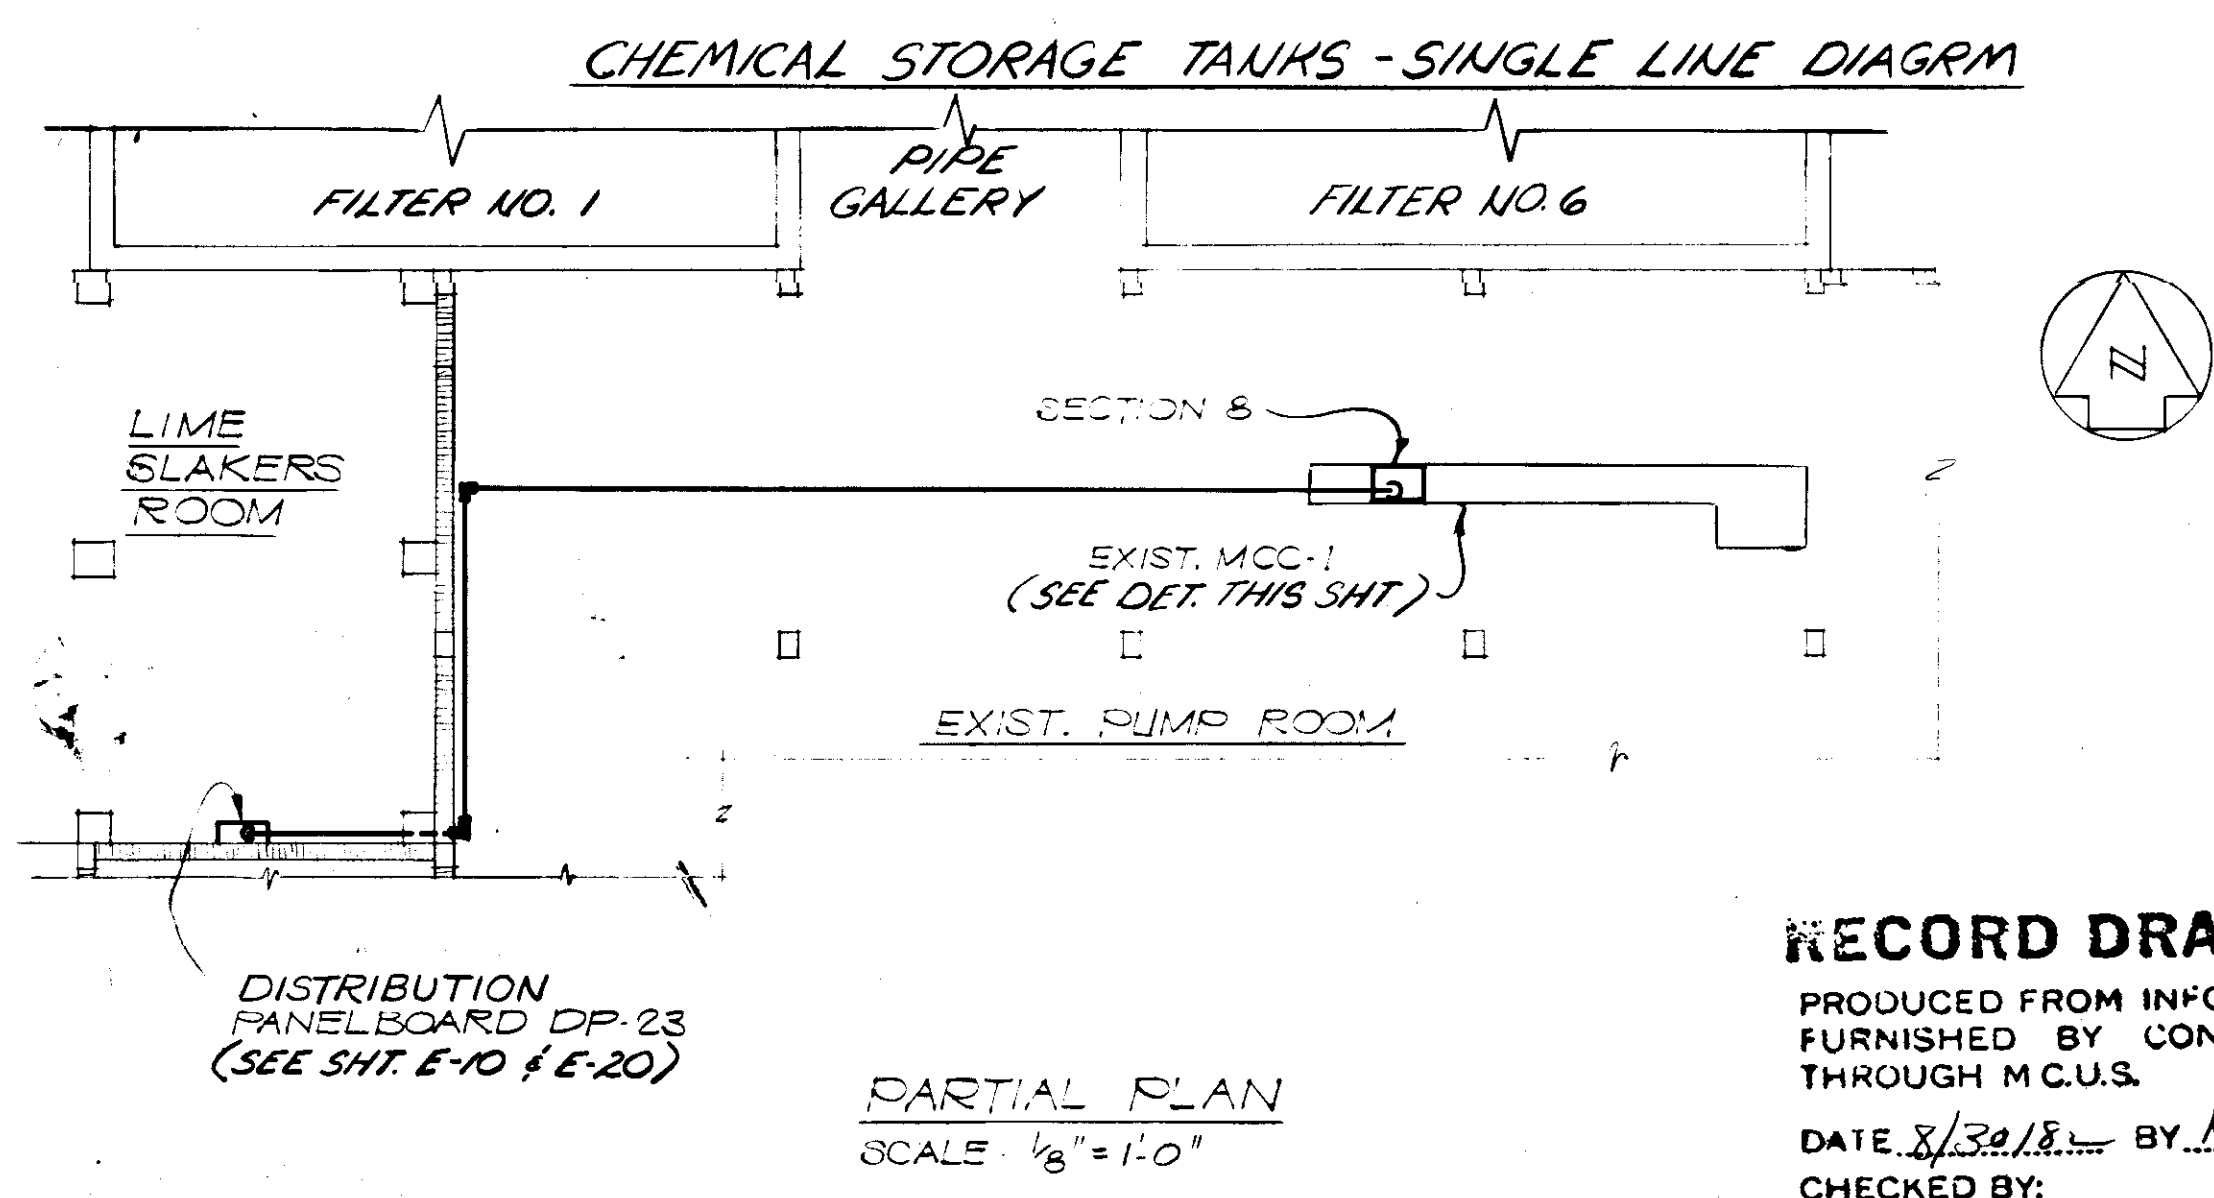 CHEMICAL STORAGE TANKS - SINGLE LINE DIAGRM
PIPE
GALLERY
FILTER NO. 1
FILTER NO. 6
N
SECTION 8
LIME
SLAKERS
ROOM
EXIST. MCC-1
(SEE DET. THIS SHT.)
EXIST. PUMP ROOM
DISTRIBUTION
PANELBOARD DP-23
(SEE SHT. E-10 & E-20)
PARTIAL PLAN
SCALE 1/8" = 1'-0"
RECORD DRA
PRODUCED FROM INFO
FURNISHED BY CON
THROUGH M.C.U.S.
DATE 8/30/82 BY
CHECKED BY: